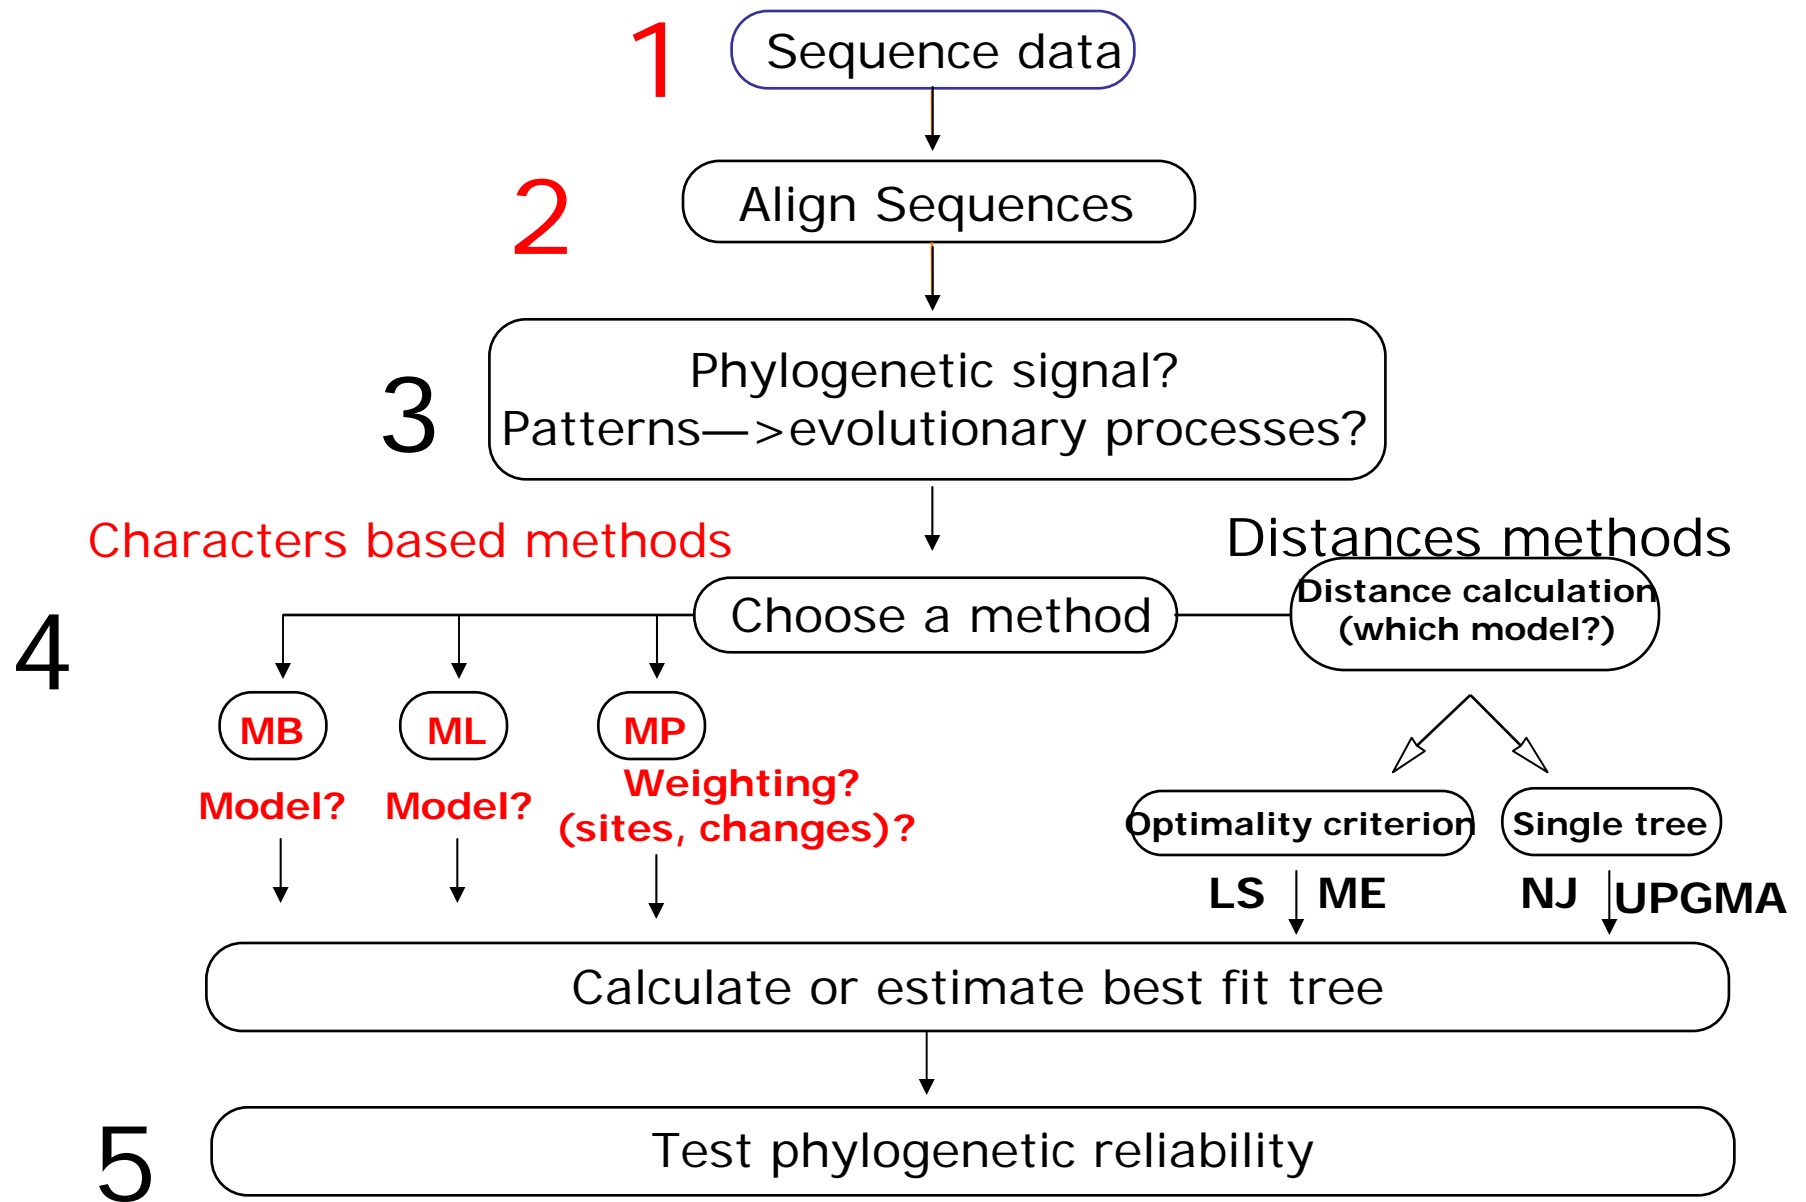 1
Sequence data
2
Align Sequences
3
Phylogenetic signal?
Patterns—>evolutionary processes?
Characters based methods
Distances methods
4
Choose a method
Distance calculation
(which model?)
MB
ML
MP
Model?
Model?
Weighting?
(sites, changes)?
Optimality criterion
Single tree
LS
ME
NJ
UPGMA
Calculate or estimate best fit tree
5
Test phylogenetic reliability